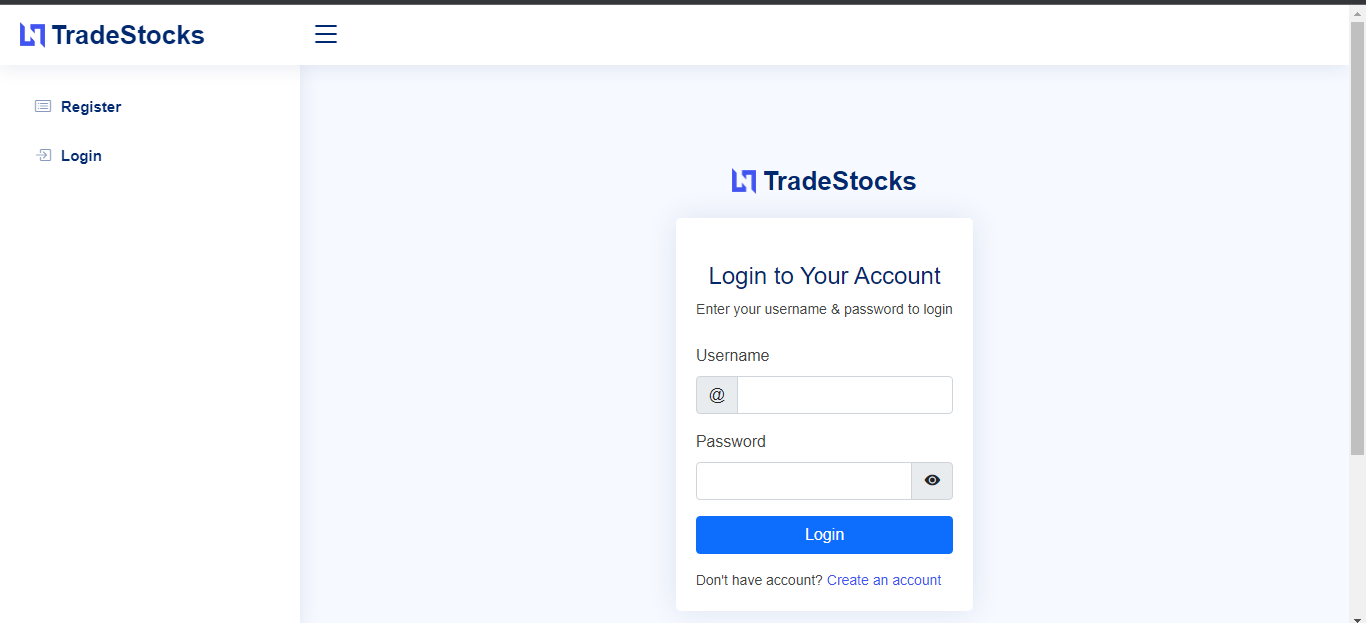 TradeStocks
Register
Login
TradeStocks
Login to Your Account
Enter your username & password to login
Username
@
Password
Login
Don't have account? Create an account